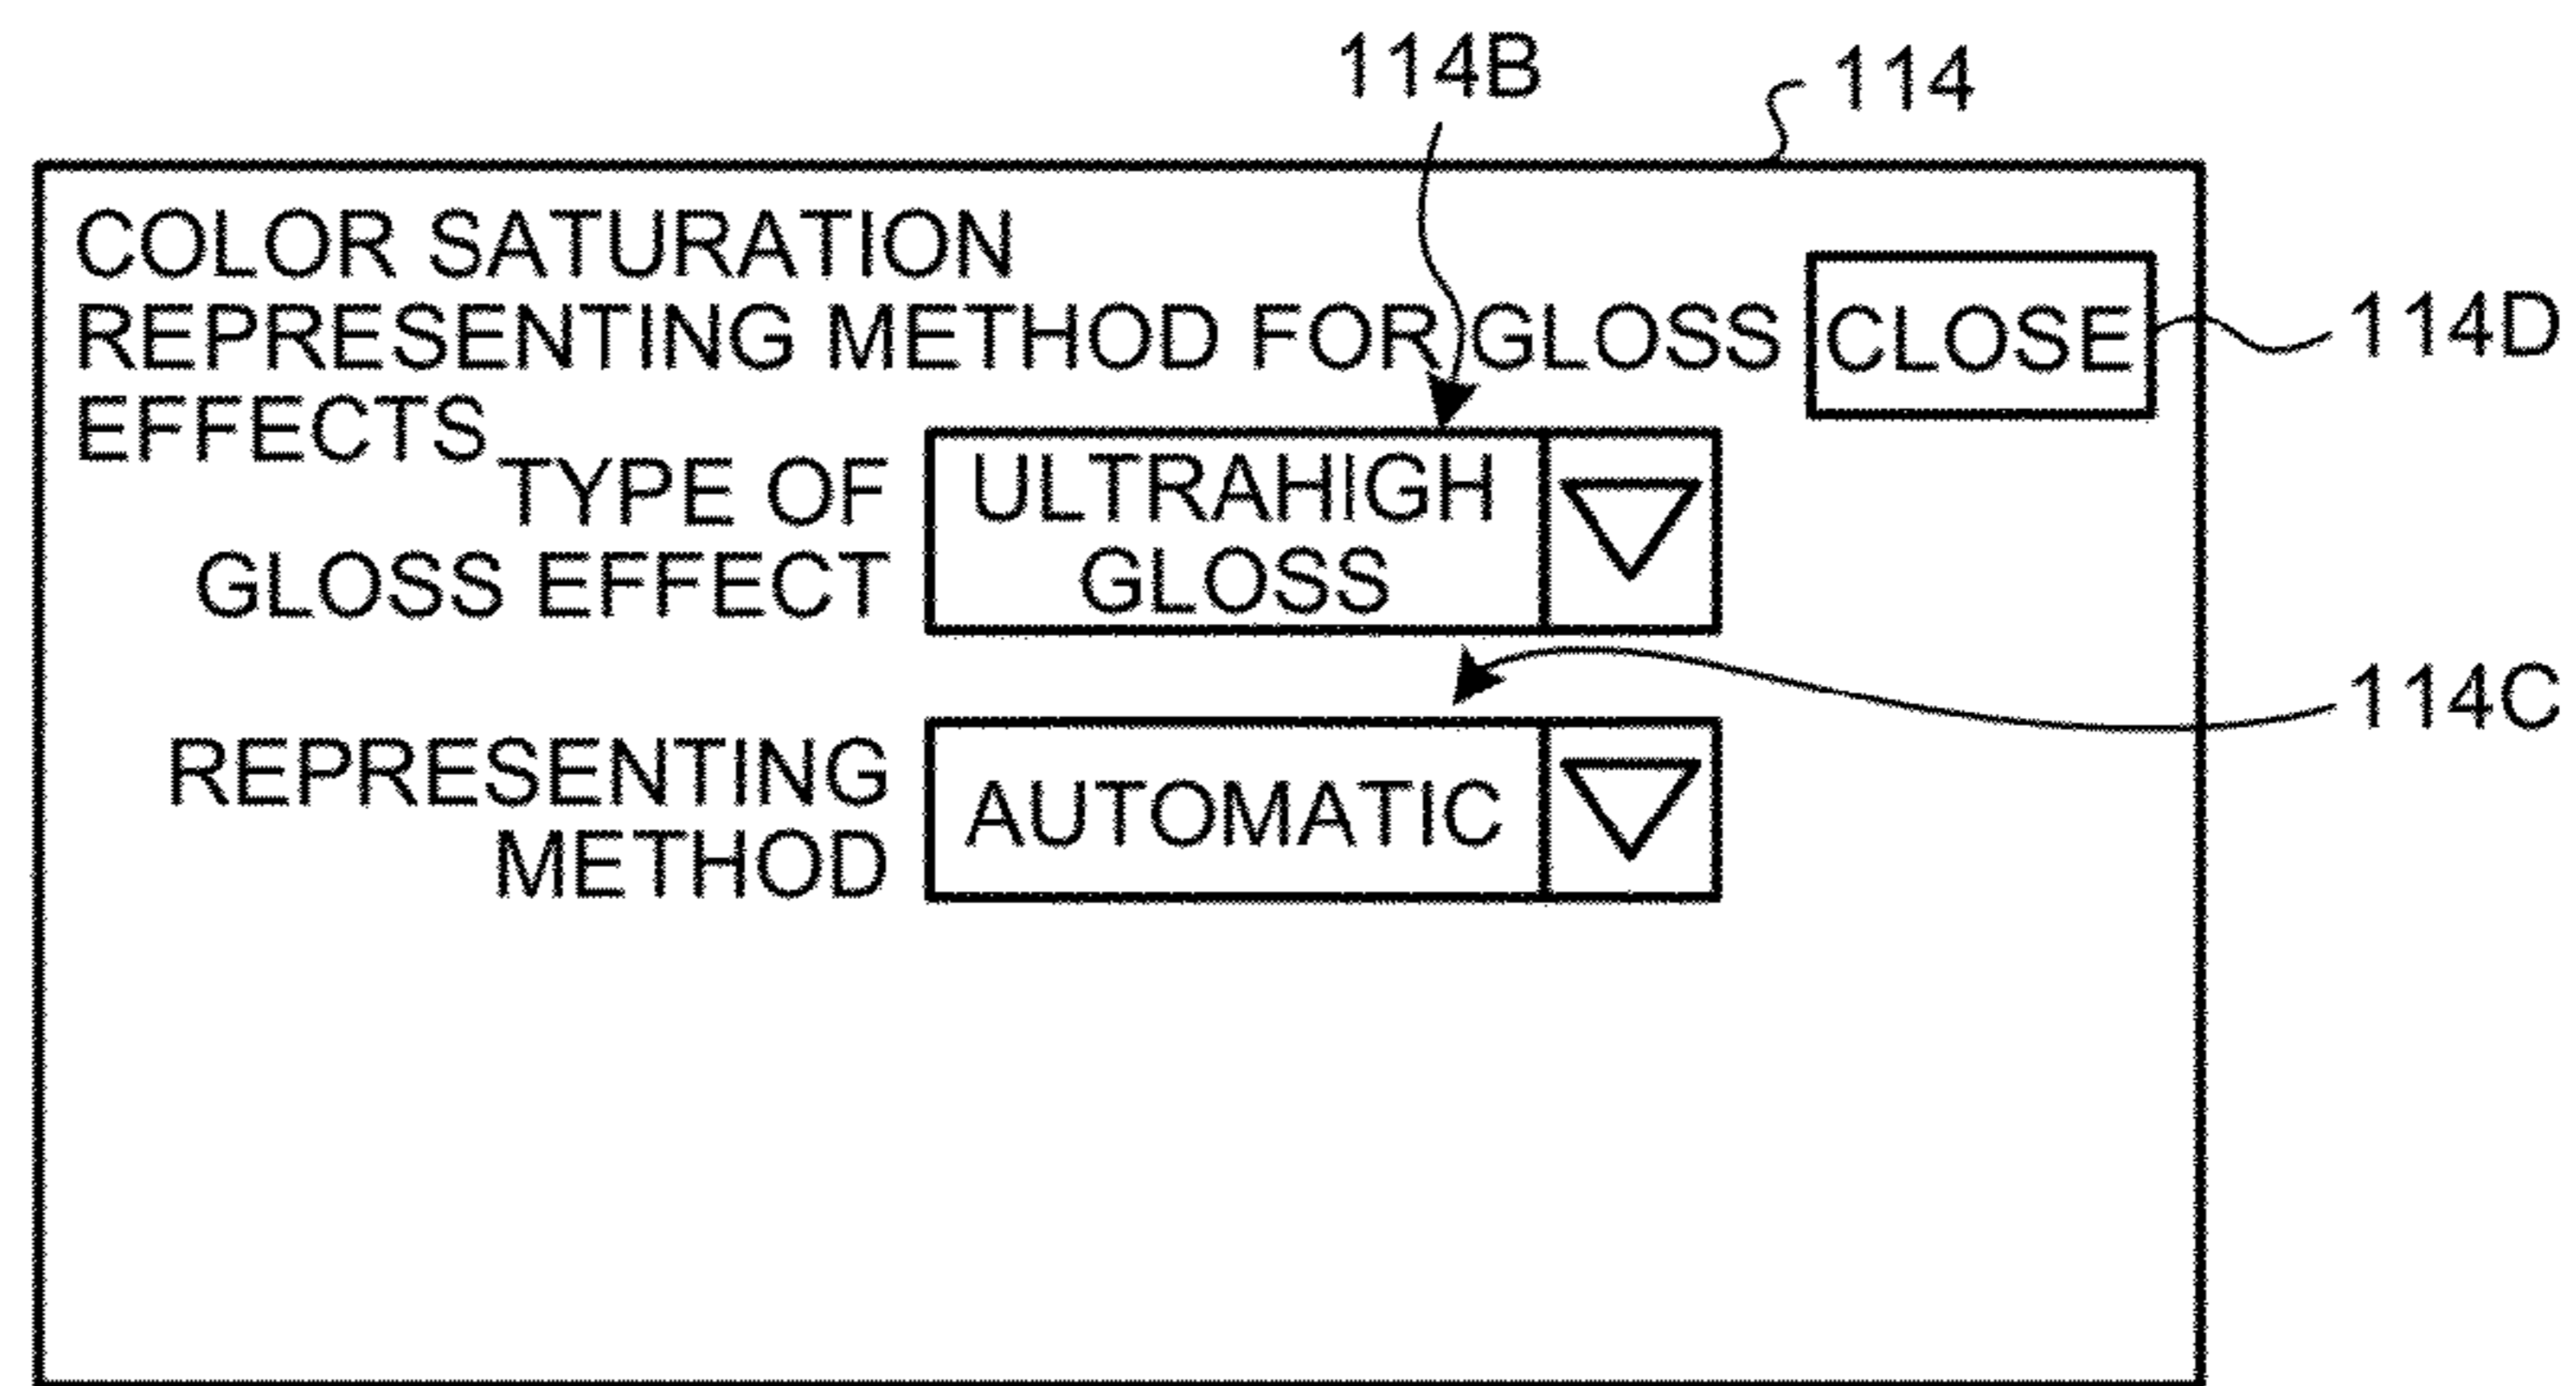 114B
114
COLOR SATURATION
REPRESENTING METHOD FOR GLOSS
EFFECTS
CLOSE
114D
TYPE OF
GLOSS EFFECT
ULTRAHIGH
GLOSS
114C
REPRESENTING
METHOD
AUTOMATIC